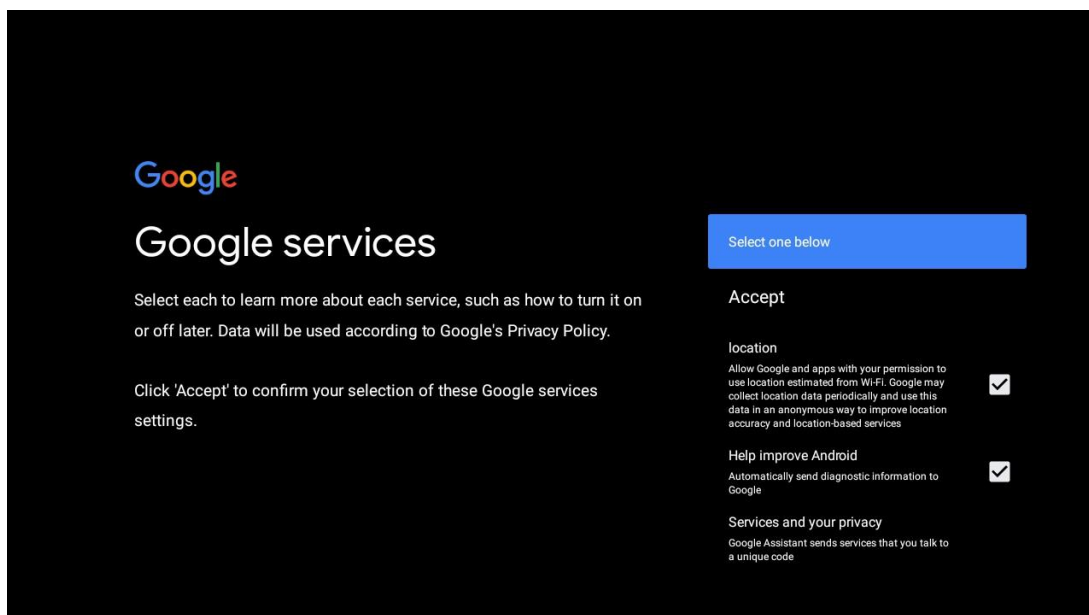 Google
Google services
Select each to learn more about each service, such as how to turn it on
or off later. Data will be used according to Google's Privacy Policy.
Click 'Accept' to confirm your selection of these Google services
settings.
Select one below
Accept
location
Allow Google and apps with your permission to
use location estimated from Wi-Fi. Google may
collect location data periodically and use this
data in an anonymous way to improve location
accuracy and location-based services
Help improve Android
Automatically send diagnostic information to
Google
Services and your privacy
Google Assistant sends services that you talk to
a unique code